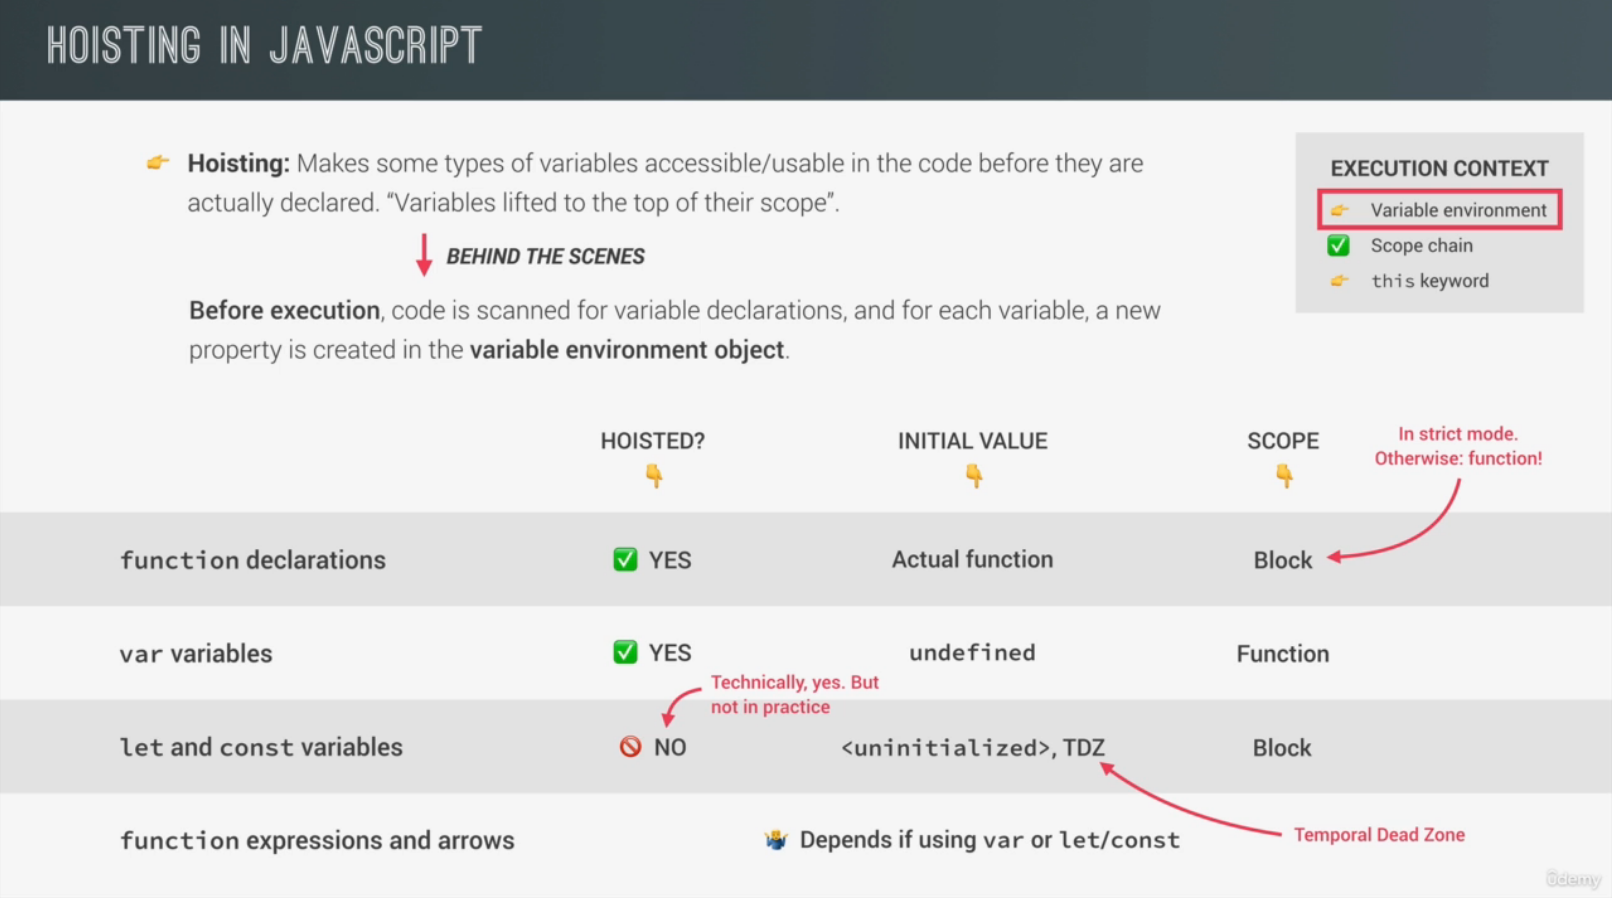 HOISTING IN JAVASCRIPT
Hoisting: Makes some types of variables accessible/usable in the code before they are
actually declared. “Variables lifted to the top of their scope”.
BEHIND THE SCENES
Before execution, code is scanned for variable declarations, and for each variable, a new
property is created in the variable environment object.
EXECUTION CONTEXT
Variable environment
Scope chain
this keyword
HOISTED? INITIAL VALUE SCOPE
In strict mode.
Otherwise: function!
function declarations YES Actual function Block
var variables YES undefined Function
Technically, yes. But
not in practice
let and const variables NO <uninitialized>, TDZ Block
Temporal Dead Zone
function expressions and arrows Depends if using var or let/const
ûdemy